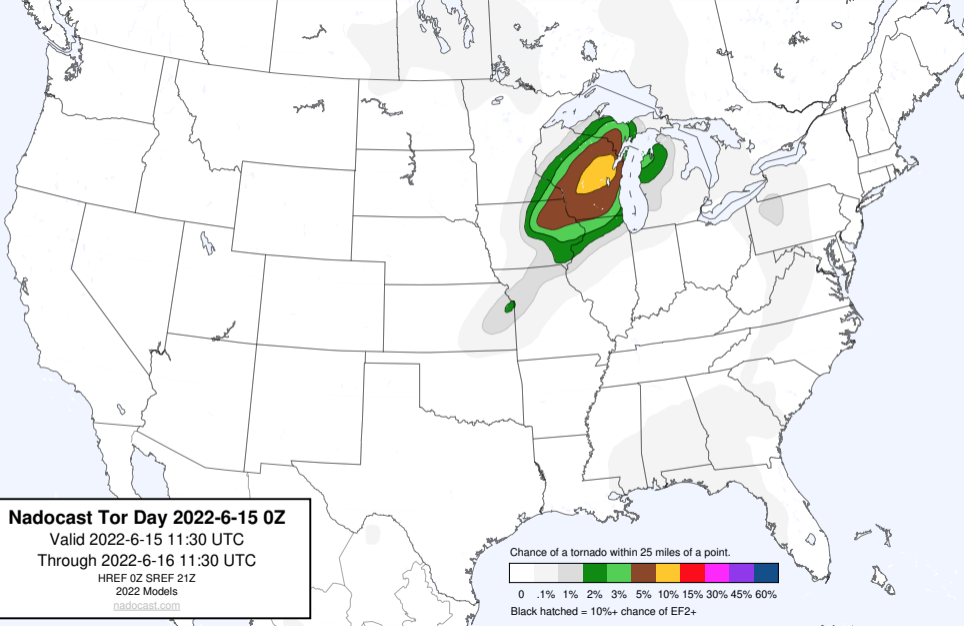 Nadocast Tor Day 2022-6-15 0Z
Valid 2022-6-15 11:30 UTC
Through 2022-6-16 11:30 UTC
HREF 0Z SREF 21Z
2022 Models
nadocast.com
Chance of a tornado within 25 miles of a point.
0 .1% 1% 2% 3% 5% 10% 15% 30% 45% 60%
Black hatched = 10%+ chance of EF2+